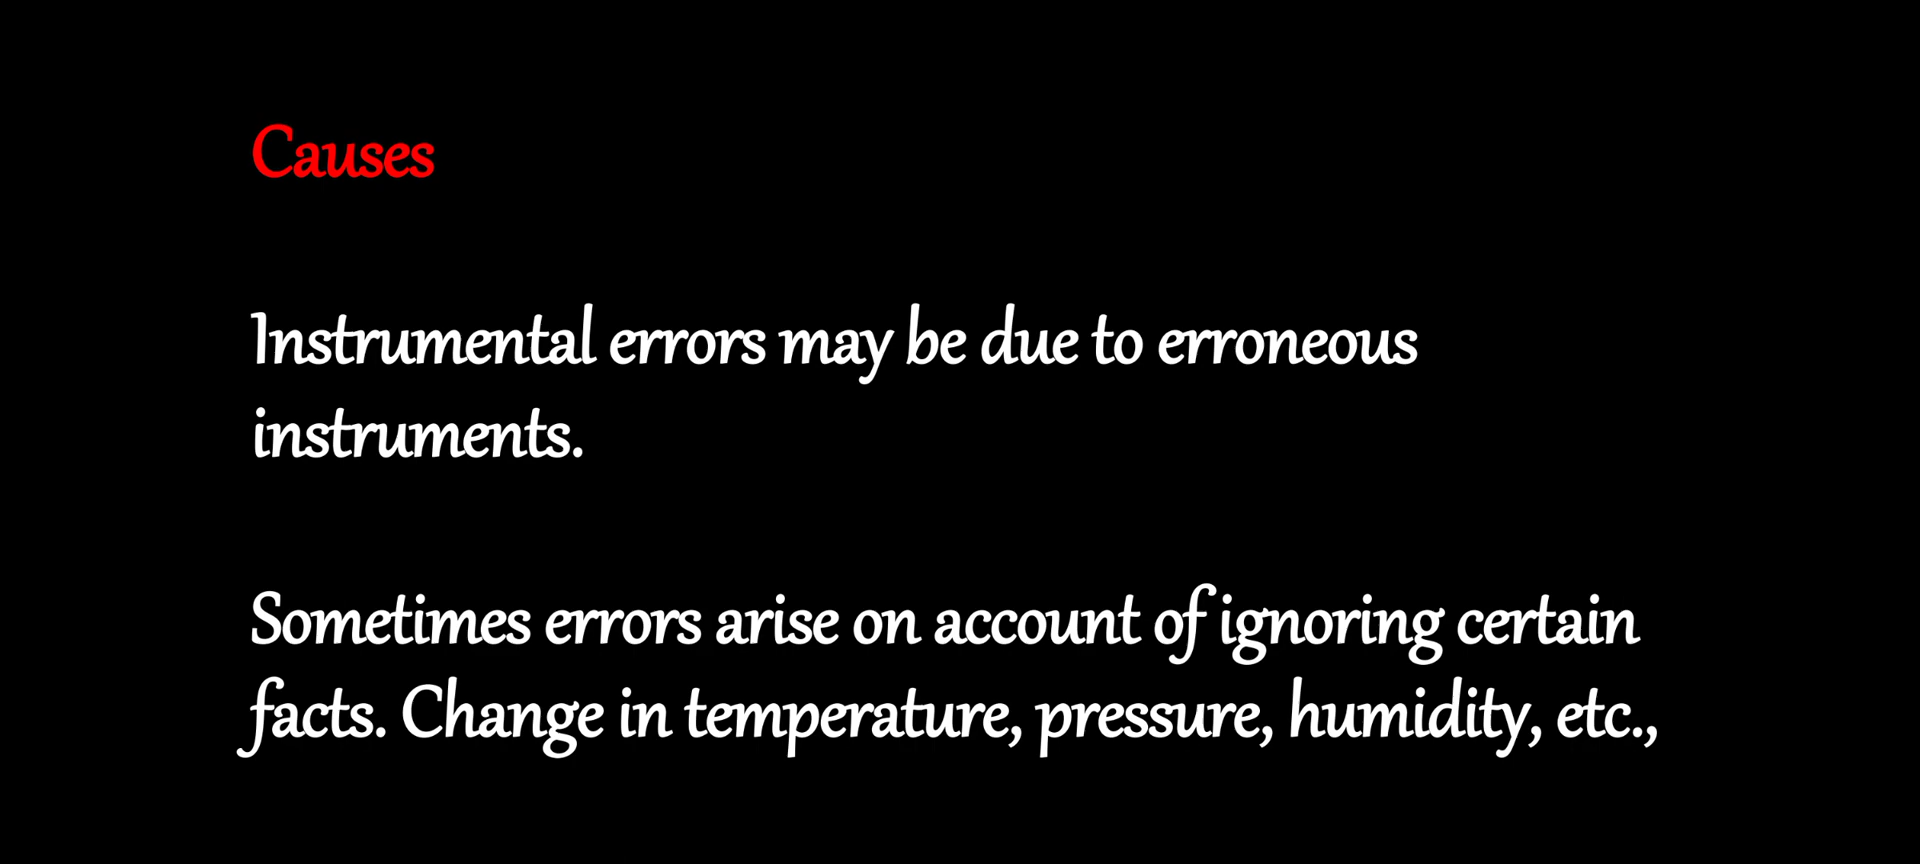 Causes
Instrumental errors may be due to erroneous
instruments.
Sometimes errors arise on account of ignoring certain
facts. Change in temperature, pressure, humidity, etc.,